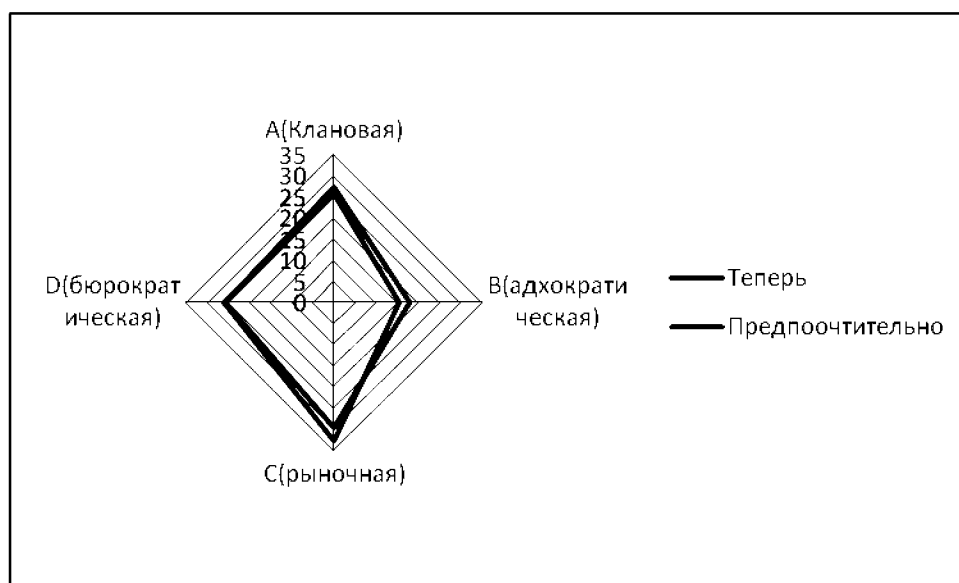 А(Клановая)
35
30
25
20
15
10
5
0
D(бюрократ
ическая)
В(адхократи
ческая)
С(рыночная)
Теперь
Предпоочтительно